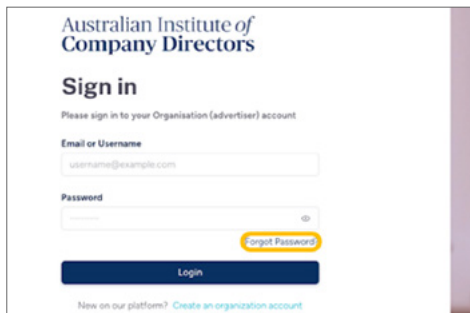 Australian Institute of
Company Directors
Sign in
Please sign in to your Organisation (advertiser) account
Email or Username
username@example.com
Password
Forgot Password
Login
New on our platform? Create an organization account